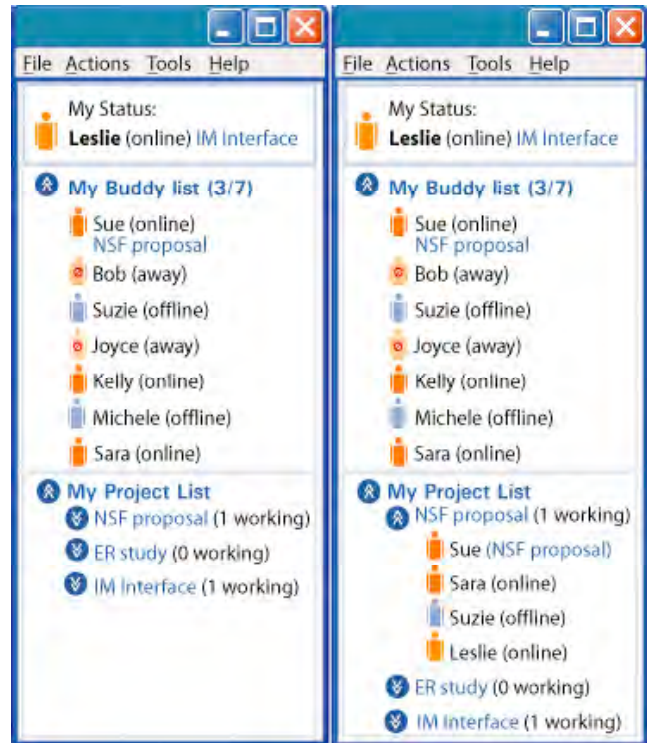 File Actions Tools Help
My Status:
Leslie (online) IM Interface
My Buddy list (3/7)
Sue (online)
NSF proposal
Bob (away)
Suzie (offline)
Joyce (away)
Kelly (online)
Michele (offline)
Sara (online)
My Project List
NSF proposal (1 working)
ER study (0 working)
IM Interface (1 working)
File Actions Tools Help
My Status:
Leslie (online) IM Interface
My Buddy list (3/7)
Sue (online)
NSF proposal
Bob (away)
Suzie (offline)
Joyce (away)
Kelly (online)
Michele (offline)
Sara (online)
My Project List
NSF proposal (1 working)
Sue (NSF proposal)
Sara (online)
Suzie (offline)
Leslie (online)
ER study (0 working)
IM Interface (1 working)